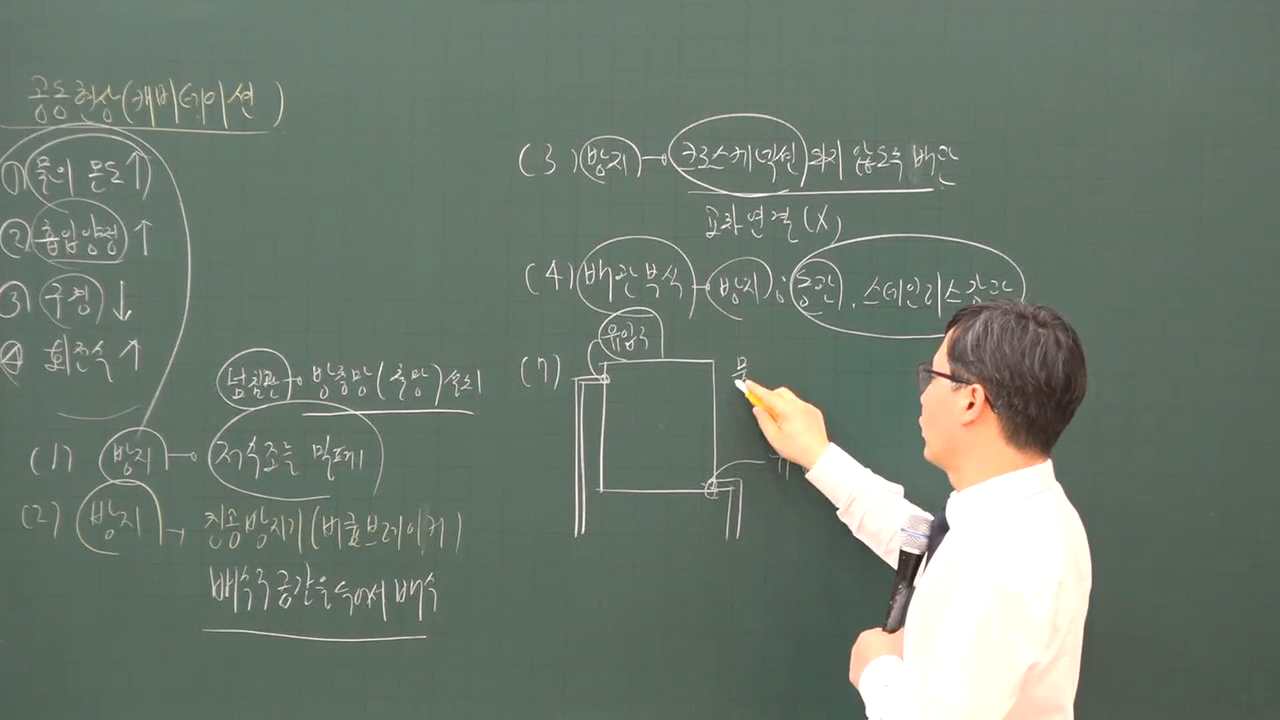 공동현상(캐비테이션)
① 물의 온도 ↑
② 흡입양정 ↑
③ 구경 ↓
④ 회전속 ↑
넘침관 → 방충망(  망) 설치
(1) 방지 → 저수조를 밀폐
(2) 방지 → 진공방지기(버큠브레이커)
배수구 공간을 둬서 배수
(3) 방지 → 크로스커넥션 되지 않도록 배관
교차연결(X)
(4) 배관부식 → 방지 : 동관, 스테인리스강관
(7)
유입구
물